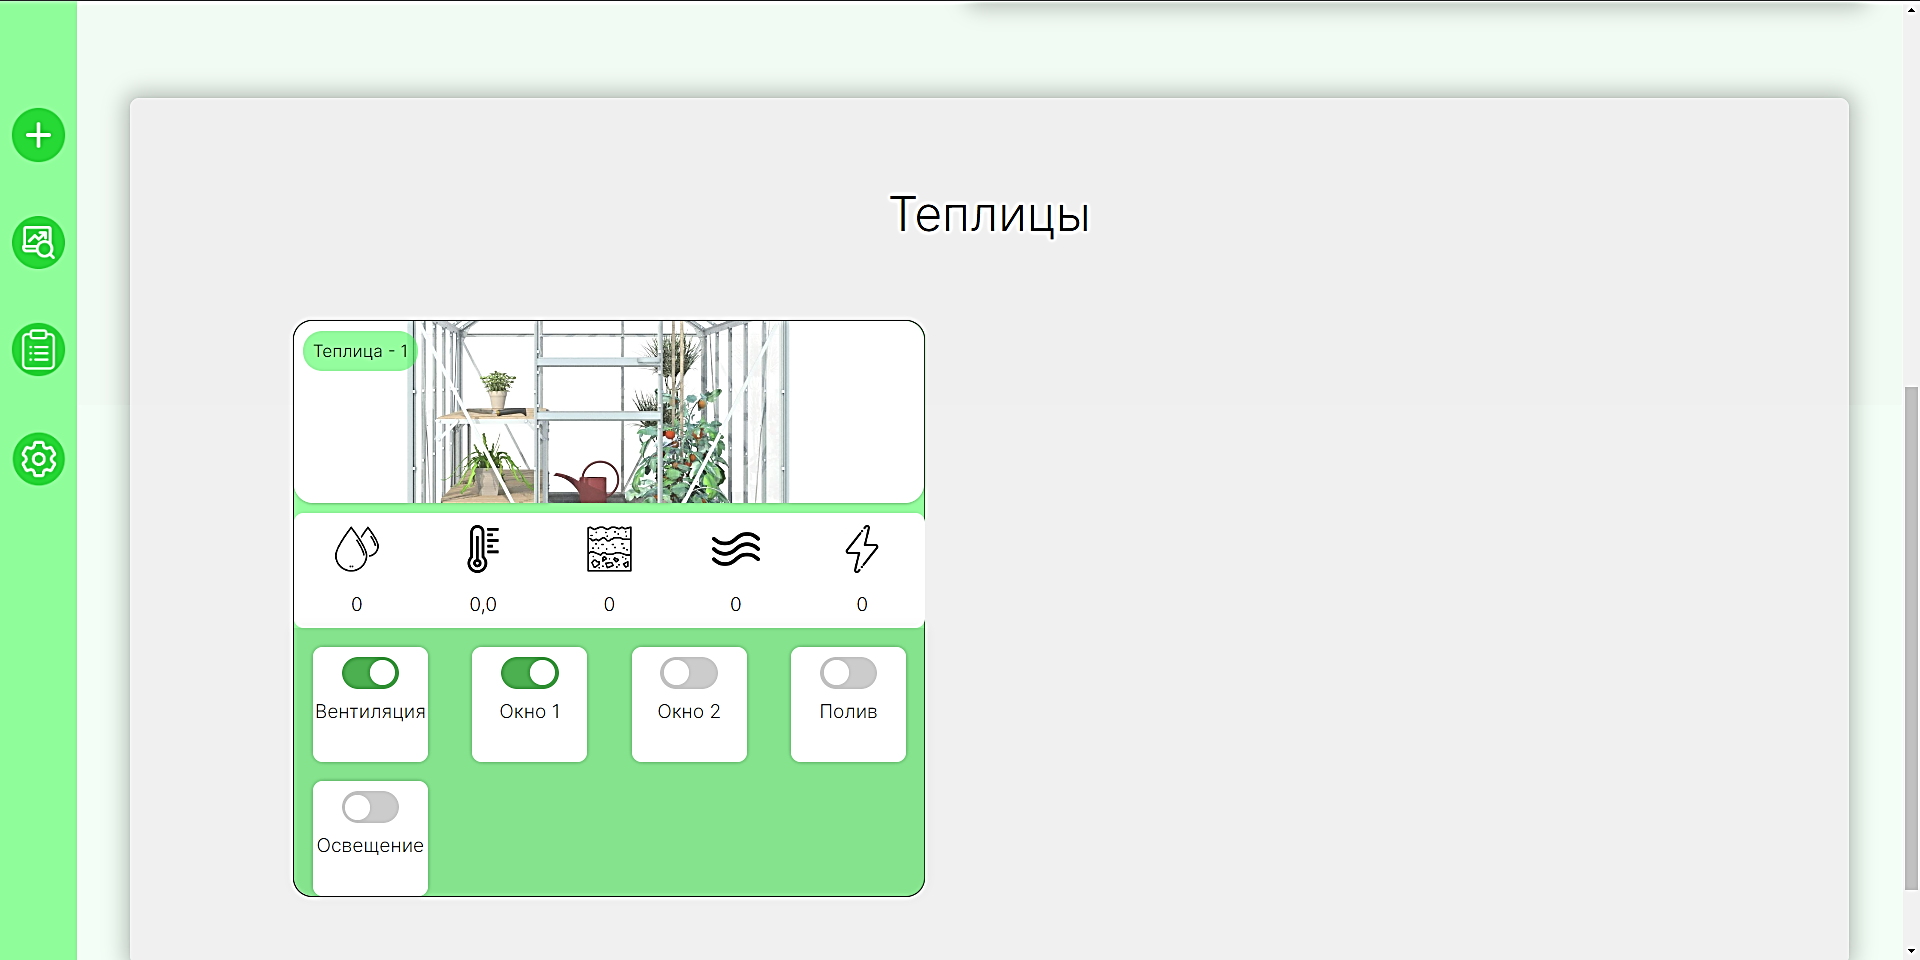 Теплицы
Теплица - 1
0 0,0 0 0 0
Вентиляция Окно 1 Окно 2 Полив
Освещение